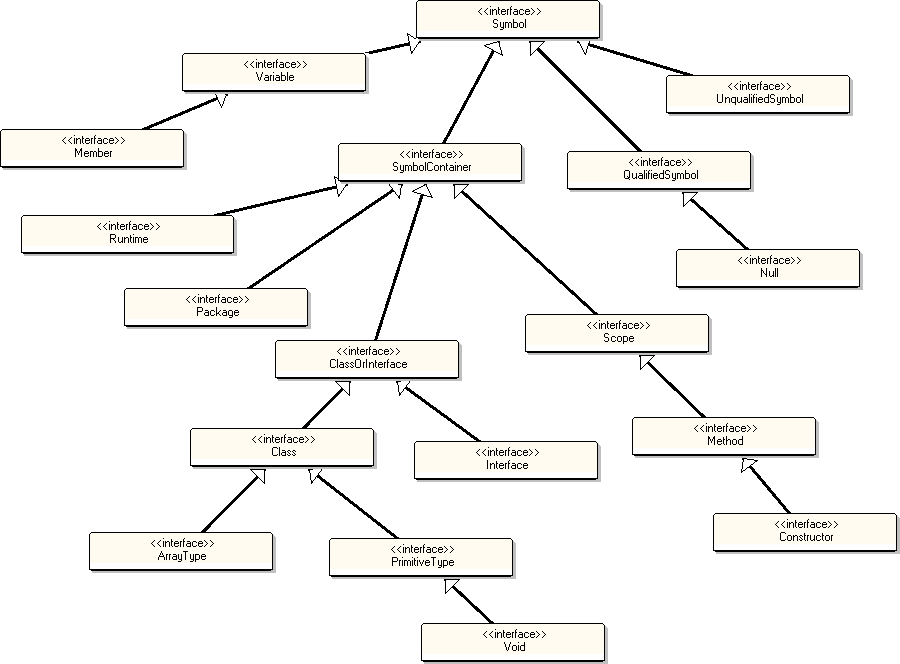 <<interface>>
Symbol
<<interface>>
Variable
<<interface>>
UnqualifiedSymbol
<<interface>>
Member
<<interface>>
SymbolContainer
<<interface>>
QualifiedSymbol
<<interface>>
Runtime
<<interface>>
Null
<<interface>>
Package
<<interface>>
Scope
<<interface>>
ClassOrInterface
<<interface>>
Method
<<interface>>
Class
<<interface>>
Interface
<<interface>>
Constructor
<<interface>>
ArrayType
<<interface>>
PrimitiveType
<<interface>>
Void